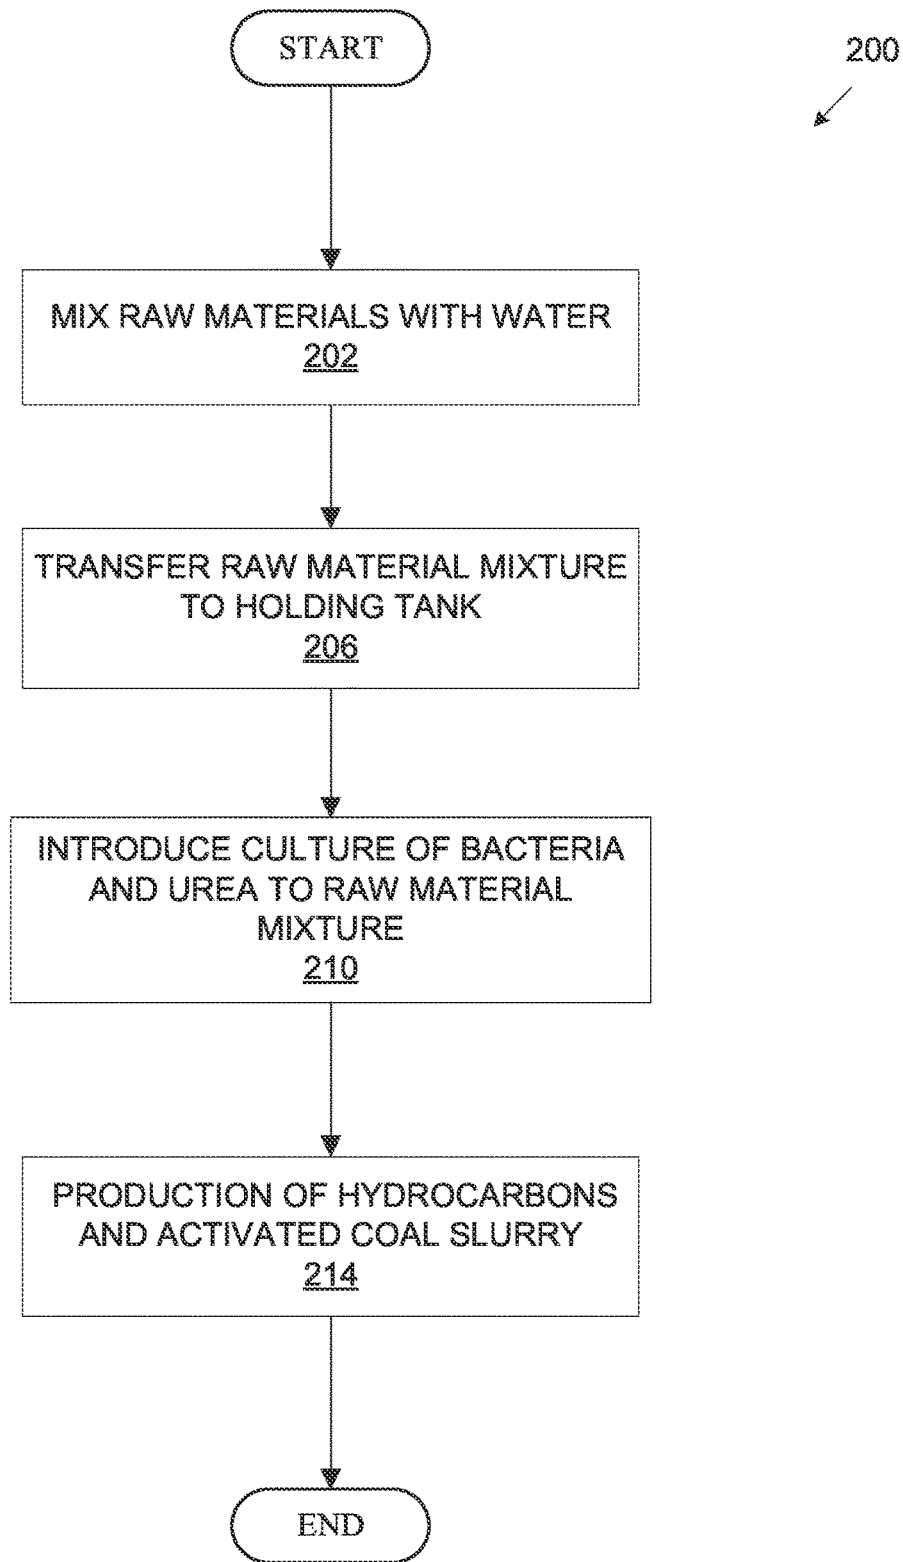 START
200
MIX RAW MATERIALS WITH WATER
202
TRANSFER RAW MATERIAL MIXTURE
TO HOLDING TANK
206
INTRODUCE CULTURE OF BACTERIA
AND UREA TO RAW MATERIAL
MIXTURE
210
PRODUCTION OF HYDROCARBONS
AND ACTIVATED COAL SLURRY
214
END